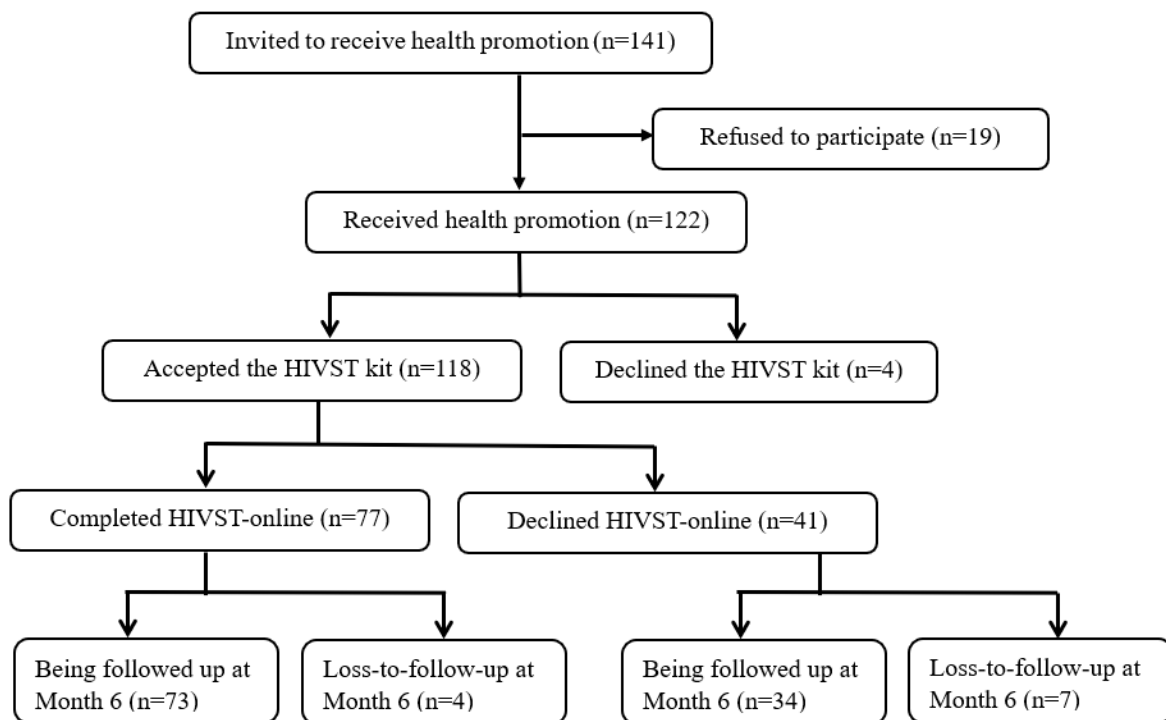 Invited to receive health promotion (n=141)
Refused to participate (n=19)
Received health promotion (n=122)
Accepted the HIVST kit (n=118)
Declined the HIVST kit (n=4)
Completed HIVST-online (n=77)
Declined HIVST-online (n=41)
Being followed up at
Month 6 (n=73)
Loss-to-follow-up at
Month 6 (n=4)
Being followed up at
Month 6 (n=34)
Loss-to-follow-up at
Month 6 (n=7)